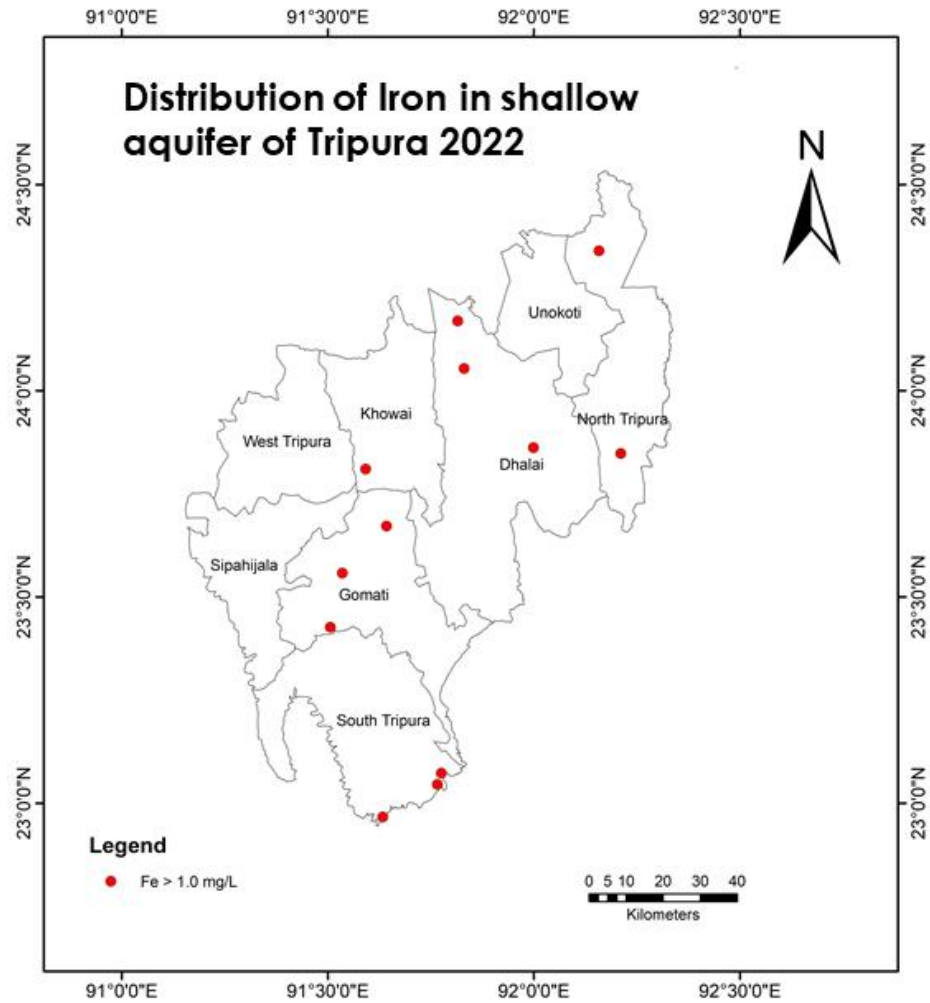 91°0'0"E 91°30'0"E 92°0'0"E 92°30'0"E
Distribution of Iron in shallow
aquifer of Tripura 2022
N
24°30'0"N 24°30'0"N
Unokoti
24°0'0"N 24°0'0"N
Khowai
North Tripura
West Tripura
Dhalai
Sipahijala
Gomati
23°30'0"N 23°30'0"N
South Tripura
23°0'0"N 23°0'0"N
Legend
Fe > 1.0 mg/L
0 5 10 20 30 40
Kilometers
91°0'0"E 91°30'0"E 92°0'0"E 92°30'0"E